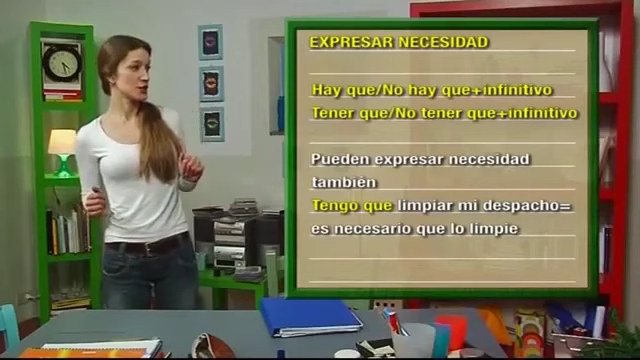 EXPRESAR NECESIDAD
Hay que/No hay que+infinitivo
Tener que/No tener que+infinitivo
Pueden expresar necesidad
también
Tengo que limpiar mi despacho=
es necesario que lo limpie